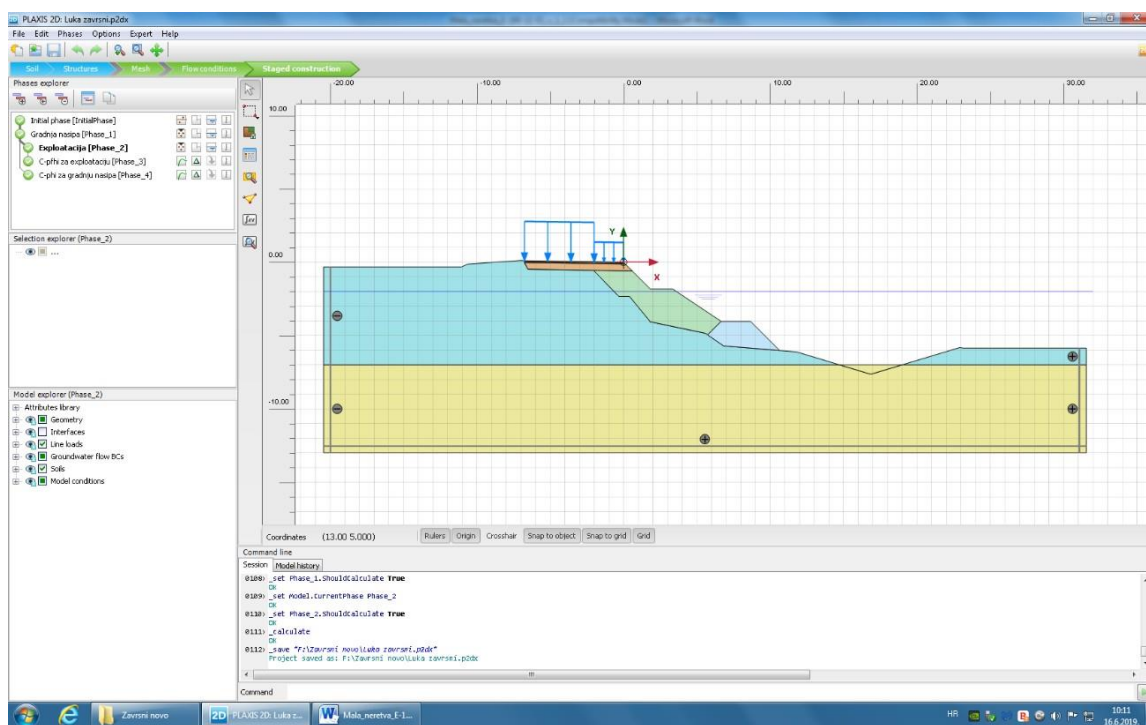 PLAXIS 2D: Luka zavrsni.p2dx
File Edit Phases Options Expert Help
Soil Structures Mesh Flow conditions Staged construction
Phases explorer
Initial phase [InitialPhase]
Gradnja nasipa [Phase_1]
Exploatacija [Phase_2]
C-pfhi za exploataciju [Phase_3]
C-phi za gradnju nasipa [Phase_4]
Selection explorer (Phase_2)
...
Model explorer (Phase_2)
Attributes library
Geometry
Interfaces
Line loads
Groundwater flow BCs
Soils
Model conditions
-20.00 -10.00 0.00 10.00 20.00 30.00
10.00
0.00
-10.00
Y
X
Coordinates (13.00 5.000) Rulers Origin Crosshair Snap to object Snap to grid Grid
Command line
Session Model history
0108> _set Phase_1.ShouldCalculate True
OK
0109> _set Model.CurrentPhase Phase_2
OK
0110> _set Phase_2.ShouldCalculate True
OK
0111> _calculate
OK
0112> _save "F:\Zavrsni novo\Luka zavrsni.p2dx"
Project saved as: F:\Zavrsni novo\Luka zavrsni.p2dx
Command
Zavrsni novo 2D PLAXIS 2D: Luka z... W Mala_neretva_E-1... HR 10:11
16.6.2019